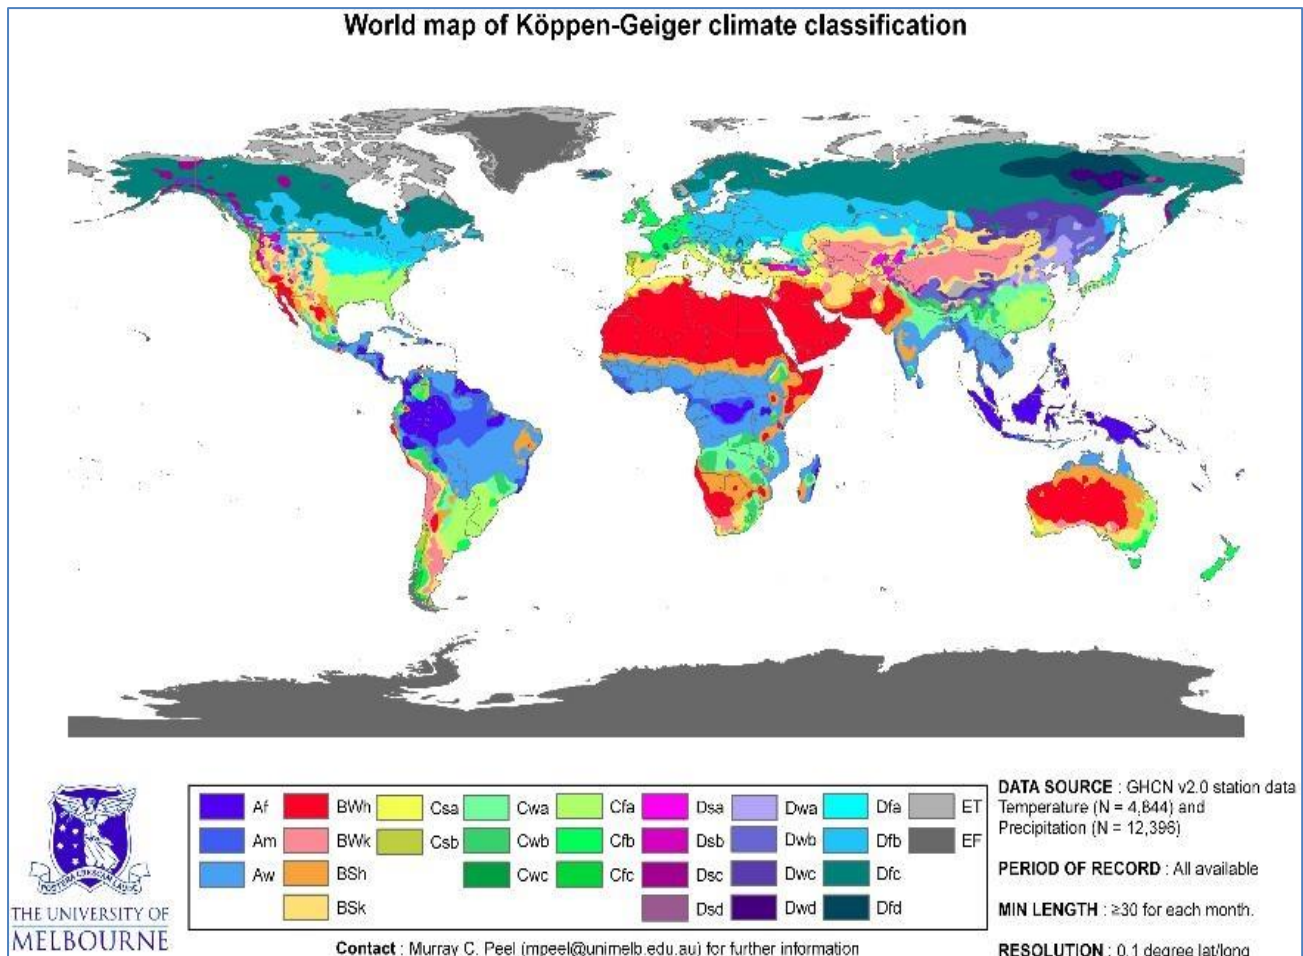 World map of Köppen-Geiger climate classification
Af
BWh
Csa
Cwa
Cfa
Dsa
Dwa
Dfa
ET
Am
BWk
Csb
Cwb
Cfb
Dsb
Dwb
Dfb
EF
Aw
BSh
Cwc
Cfc
Dsc
Dwc
Dfc
BSk
Dsd
Dwd
Dfd
DATA SOURCE : GHCN v2.0 station data
Temperature (N = 4,844) and
Precipitation (N = 12,396)
PERIOD OF RECORD : All available
MIN LENGTH : ≥30 for each month.
RESOLUTION : 0.1 degree lat/long
THE UNIVERSITY OF
MELBOURNE
Contact : Murray C. Peel (mpeel@unimelb.edu.au) for further information